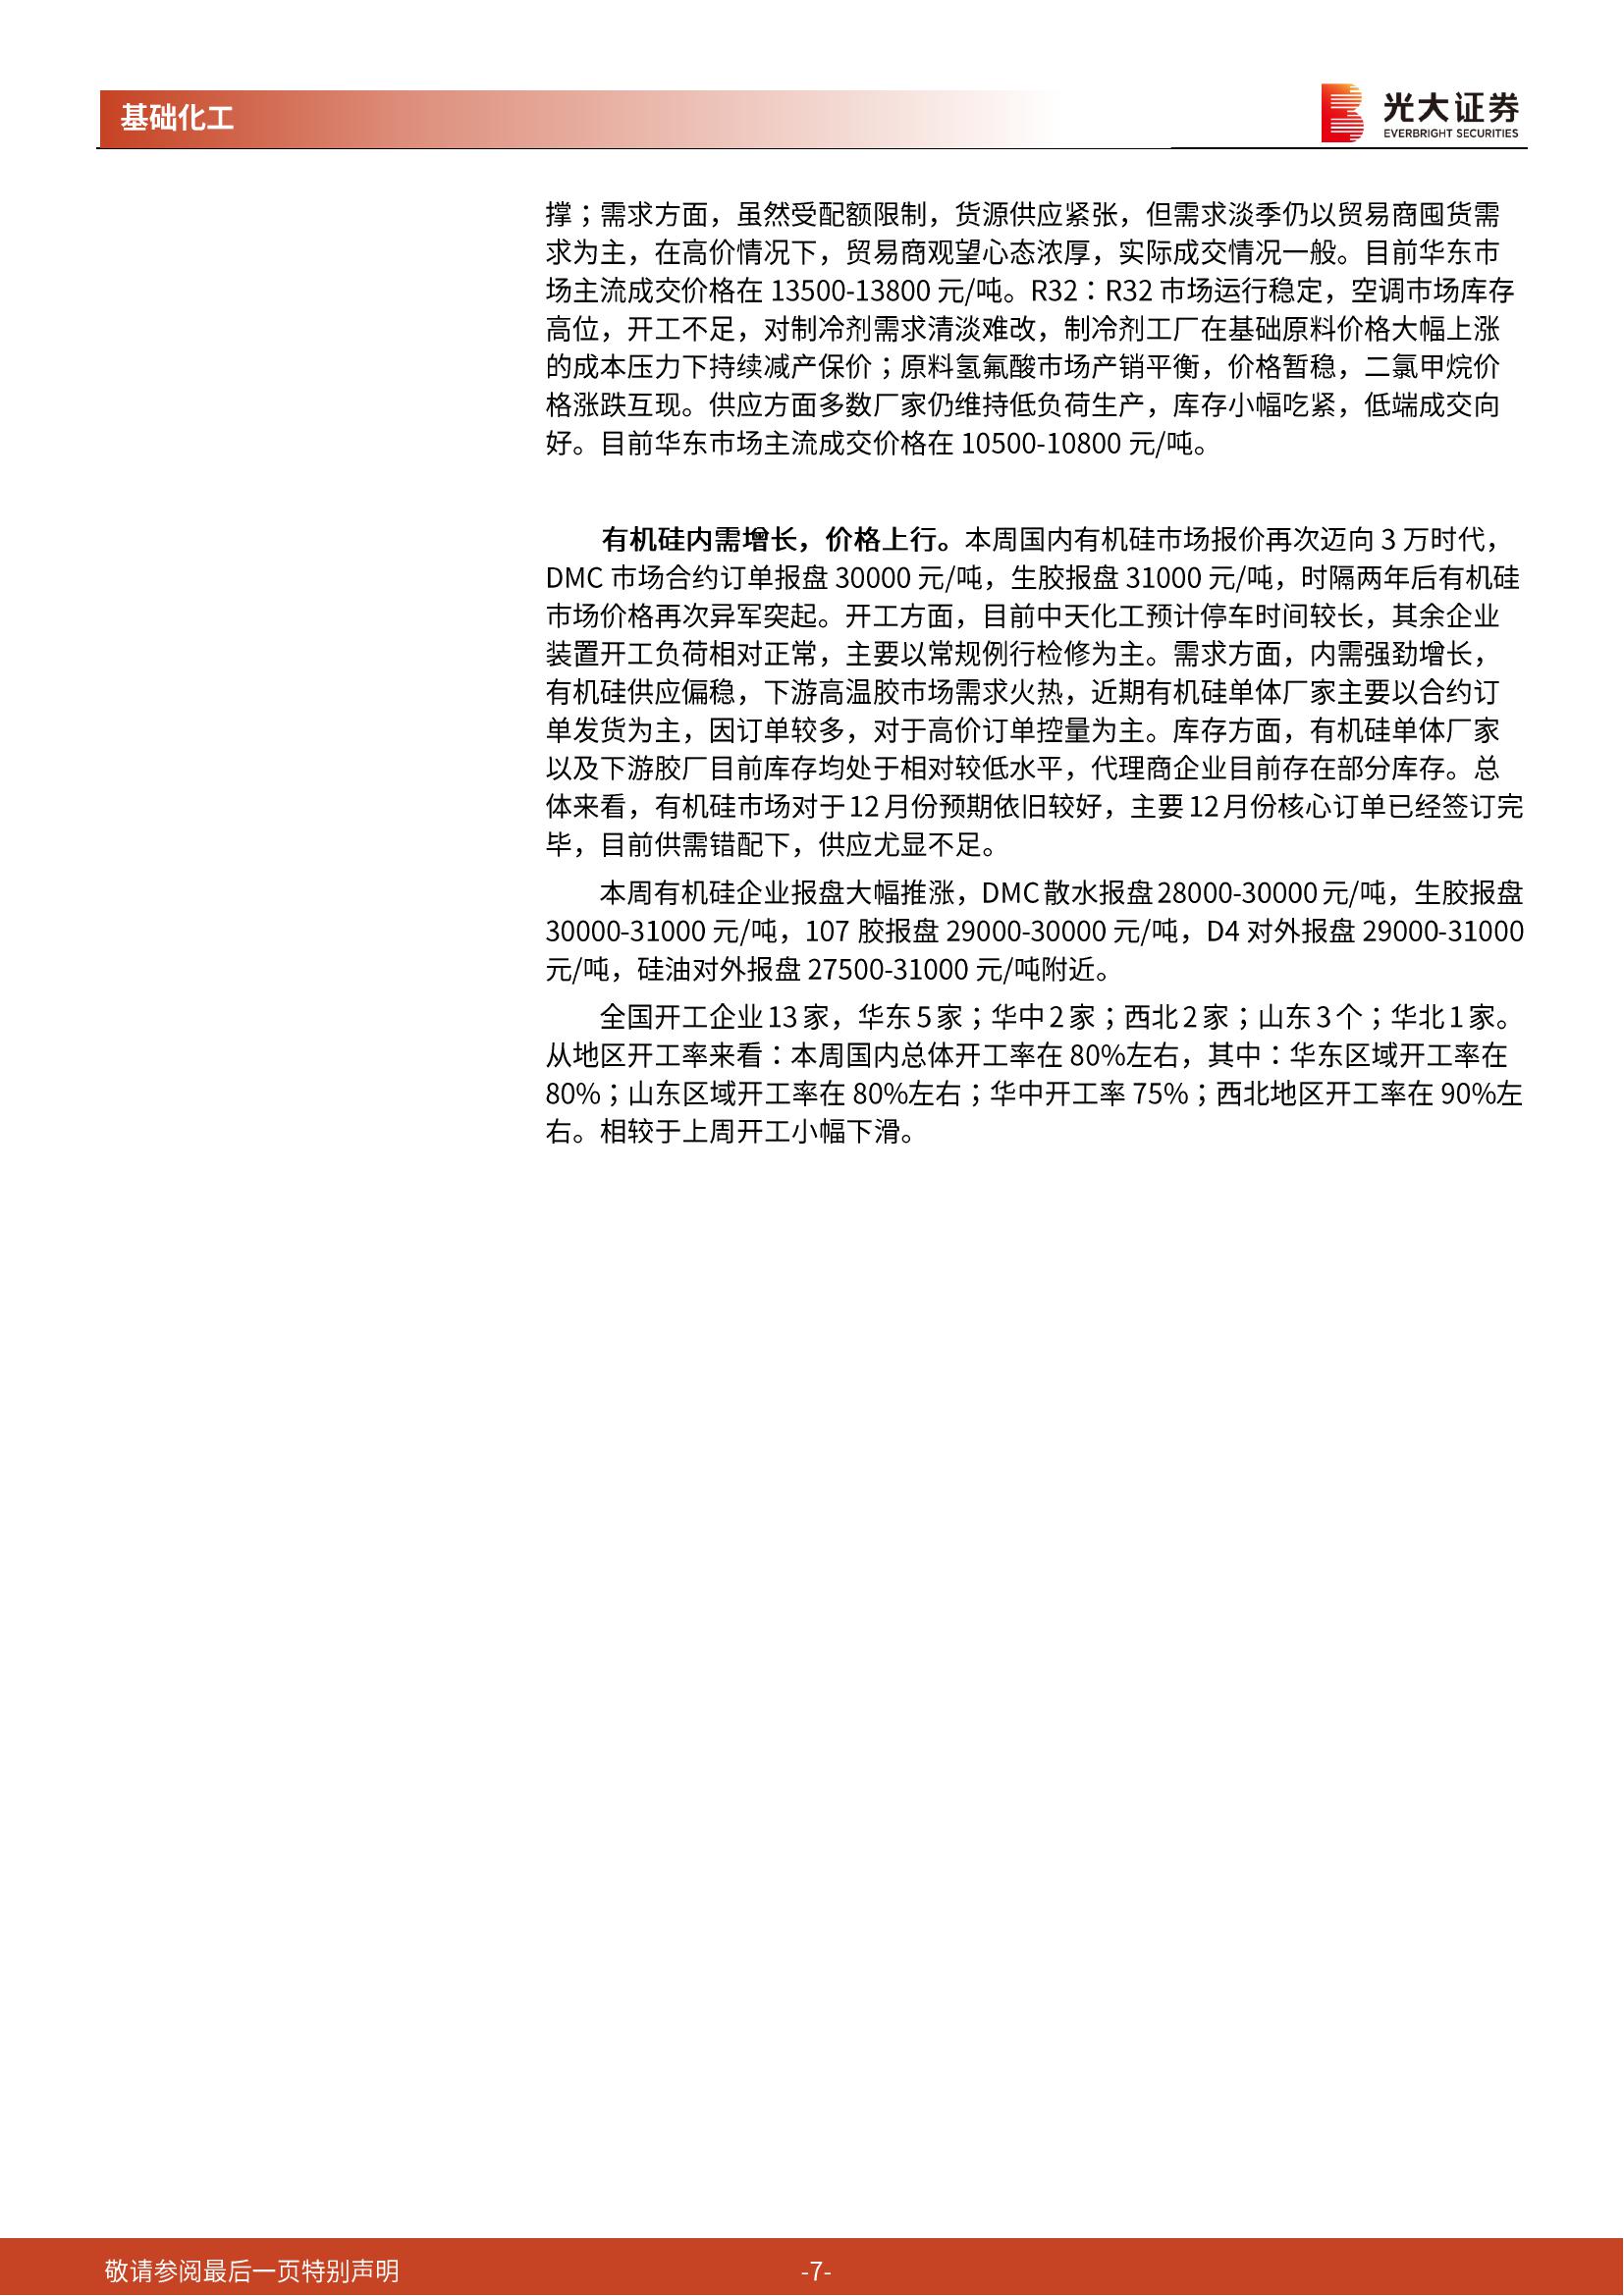 基础化工
光大证券
EVERBRIGHT SECURITIES
撑；需求方面，虽然受配额限制，货源供应紧张，但需求淡季仍以贸易商囤货需
求为主，在高价情况下，贸易商观望心态浓厚，实际成交情况一般。目前华东市
场主流成交价格在 13500-13800 元/吨。R32：R32 市场运行稳定，空调市场库存
高位，开工不足，对制冷剂需求清淡难改，制冷剂工厂在基础原料价格大幅上涨
的成本压力下持续减产保价；原料氢氟酸市场产销平衡，价格暂稳，二氯甲烷价
格涨跌互现。供应方面多数厂家仍维持低负荷生产，库存小幅吃紧，低端成交向
好。目前华东市场主流成交价格在 10500-10800 元/吨。
有机硅内需增长，价格上行。本周国内有机硅市场报价再次迈向 3 万时代，
DMC 市场合约订单报盘 30000 元/吨，生胶报盘 31000 元/吨，时隔两年后有机硅
市场价格再次异军突起。开工方面，目前中天化工预计停车时间较长，其余企业
装置开工负荷相对正常，主要以常规例行检修为主。需求方面，内需强劲增长，
有机硅供应偏稳，下游高温胶市场需求火热，近期有机硅单体厂家主要以合约订
单发货为主，因订单较多，对于高价订单控量为主。库存方面，有机硅单体厂家
以及下游胶厂目前库存均处于相对较低水平，代理商企业目前存在部分库存。总
体来看，有机硅市场对于 12 月份预期依旧较好，主要 12 月份核心订单已经签订完
毕，目前供需错配下，供应尤显不足。
本周有机硅企业报盘大幅推涨，DMC 散水报盘 28000-30000 元/吨，生胶报盘
30000-31000 元/吨，107 胶报盘 29000-30000 元/吨，D4 对外报盘 29000-31000
元/吨，硅油对外报盘 27500-31000 元/吨附近。
全国开工企业 13 家，华东 5 家；华中 2 家；西北 2 家；山东 3 个；华北 1 家。
从地区开工率来看：本周国内总体开工率在 80%左右，其中：华东区域开工率在
80%；山东区域开工率在 80%左右；华中开工率 75%；西北地区开工率在 90%左
右。相较于上周开工小幅下滑。
敬请参阅最后一页特别声明
-7-